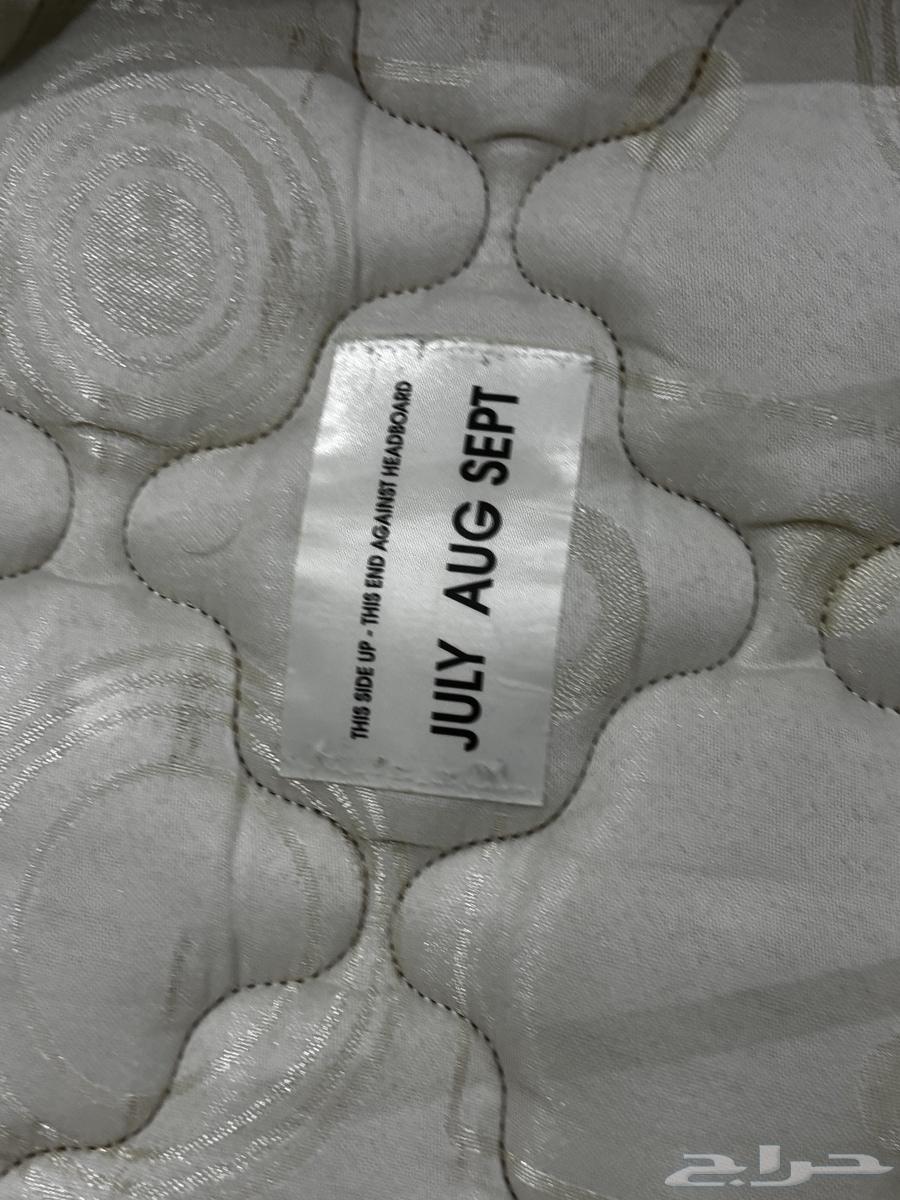 THIS SIDE UP - THIS END AGAINST HEADBOARD
JULY AUG SEPT
حراج